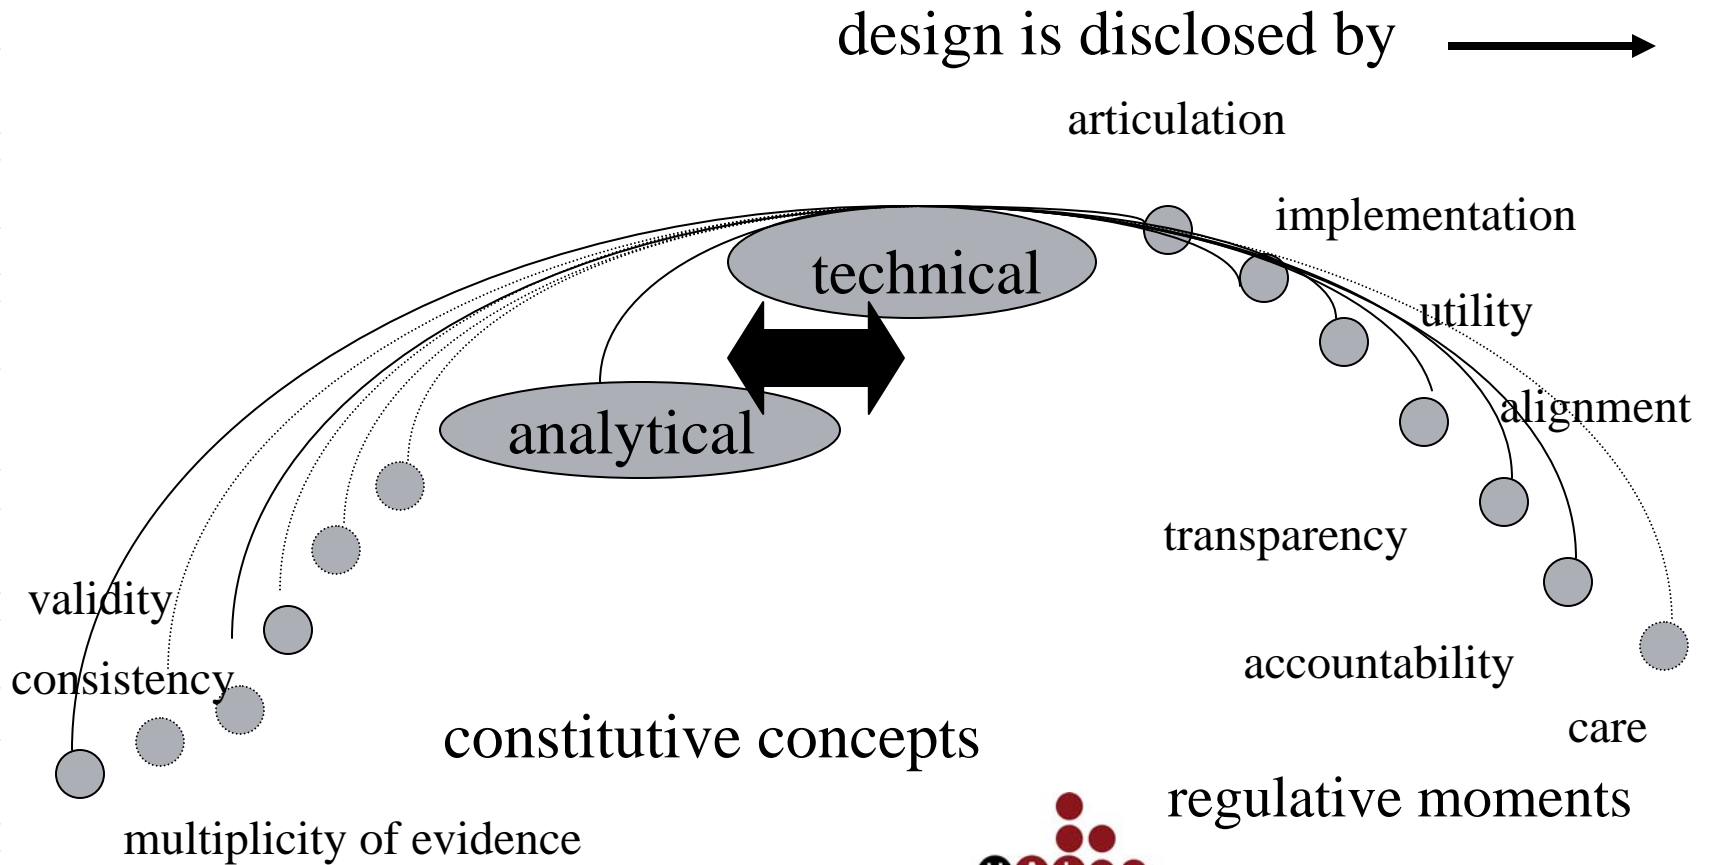 design is disclosed by
articulation
implementation
technical
utility
alignment
analytical
transparency
validity
accountability
consistency
care
constitutive concepts
regulative moments
multiplicity of evidence